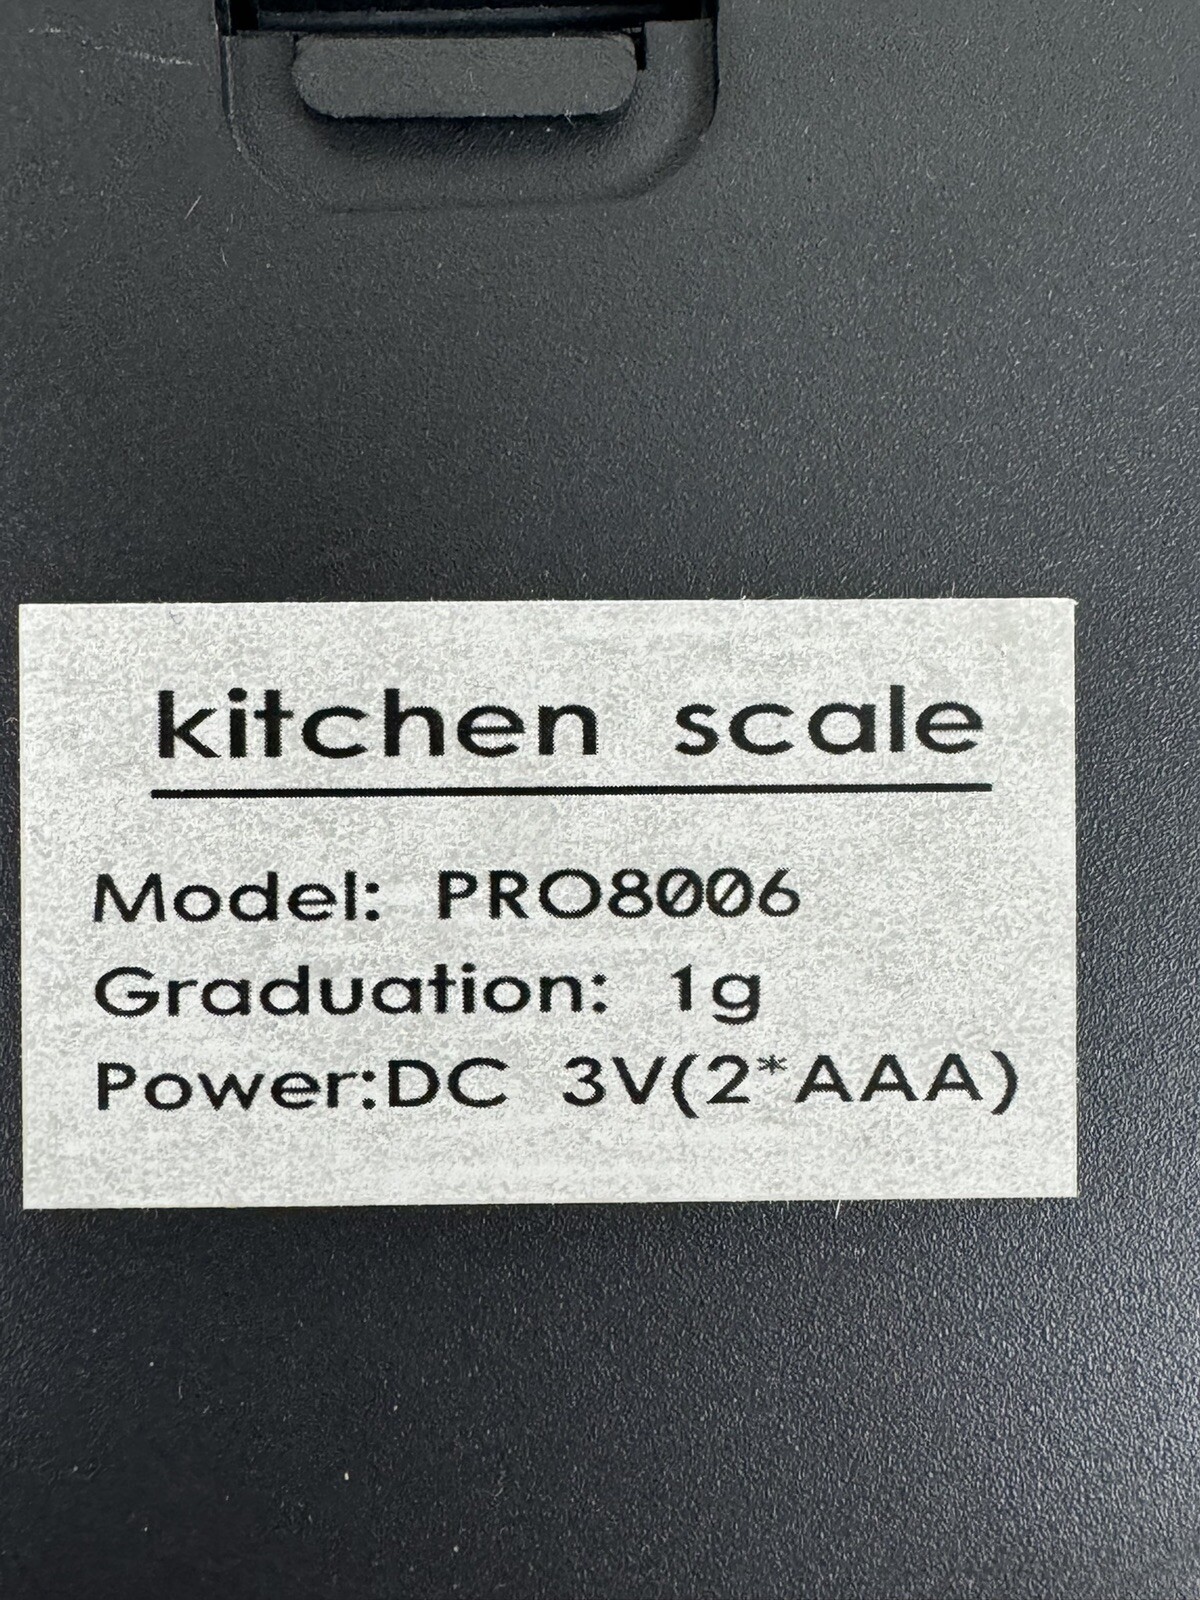 kitchen scale
Model: PRO8006
Graduation: 1g
Power:DC 3V(2*AAA)